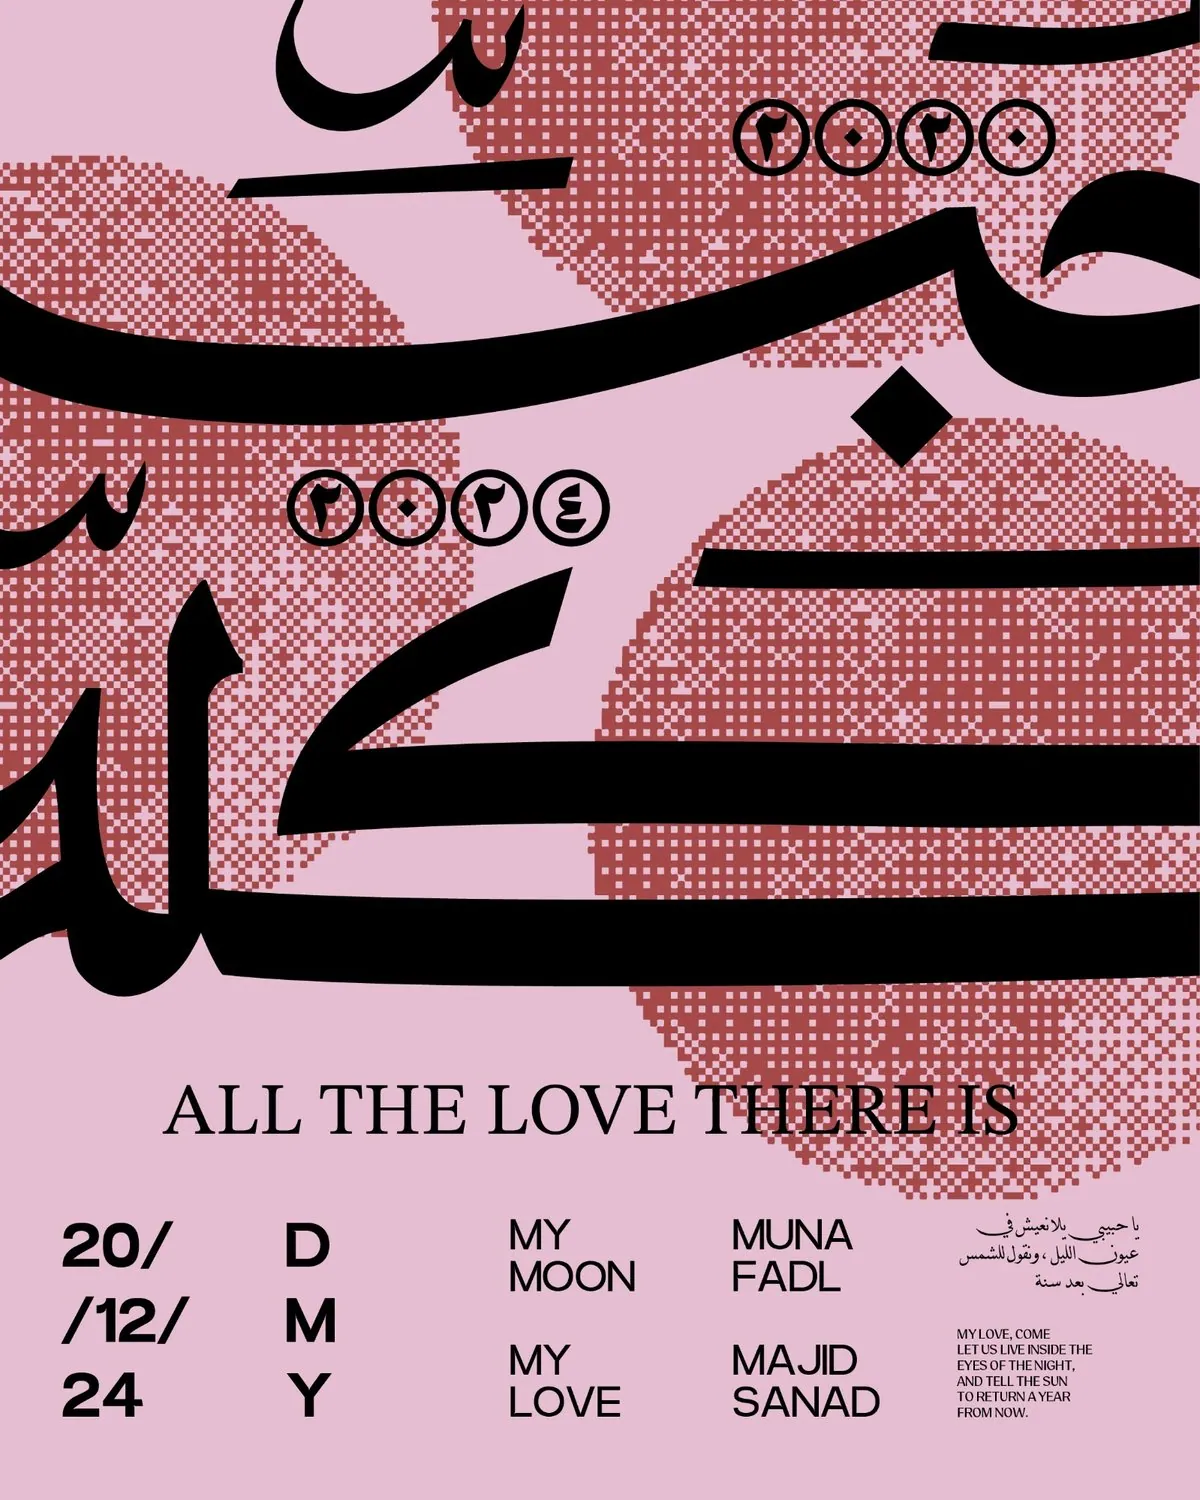 ٢٠٢٠
حبّ
٢٠٢٤
كلّه
ALL THE LOVE THERE IS
20/
/12/
24
D
M
Y
MY
MOON
MY
LOVE
MUNA
FADL
MAJID
SANAD
يا حبيبي يلا نعيش في
عيون الليل ، ونقول للشمس
تعالي بعد سنة
MY LOVE, COME
LET US LIVE INSIDE THE
EYES OF THE NIGHT,
AND TELL THE SUN
TO RETURN A YEAR
FROM NOW.